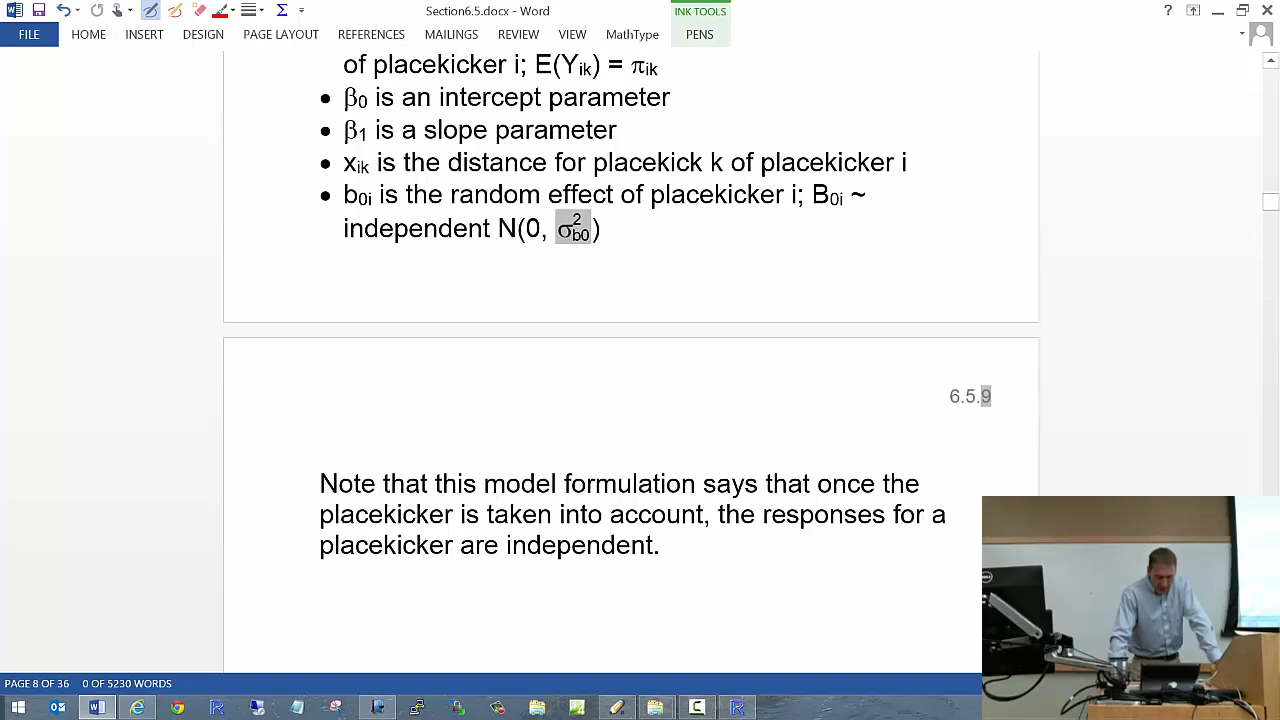 Section6.5.docx - Word
INK TOOLS
FILE HOME INSERT DESIGN PAGE LAYOUT REFERENCES MAILINGS REVIEW VIEW MathType PENS
of placekicker i; E(Yik) = πik
• β0 is an intercept parameter
• β1 is a slope parameter
• xik is the distance for placekick k of placekicker i
• b0i is the random effect of placekicker i; B0i ~
independent N(0, σ²b0)
6.5.9
Note that this model formulation says that once the
placekicker is taken into account, the responses for a
placekicker are independent.
PAGE 8 OF 36 0 OF 5230 WORDS